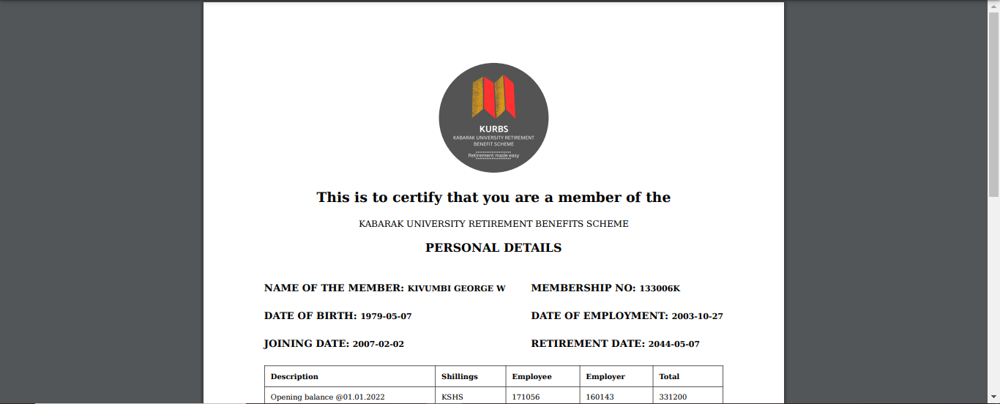 KURBS
KABARAK UNIVERSITY RETIREMENT
BENEFIT SCHEME
Retirement made easy
This is to certify that you are a member of the
KABARAK UNIVERSITY RETIREMENT BENEFITS SCHEME
PERSONAL DETAILS
NAME OF THE MEMBER: KIVUMBI GEORGE W MEMBERSHIP NO: 133006K
DATE OF BIRTH: 1979-05-07 DATE OF EMPLOYMENT: 2003-10-27
JOINING DATE: 2007-02-02 RETIREMENT DATE: 2044-05-07
Description Shillings Employee Employer Total
Opening balance @01.01.2022 KSHS 171056 160143 331200